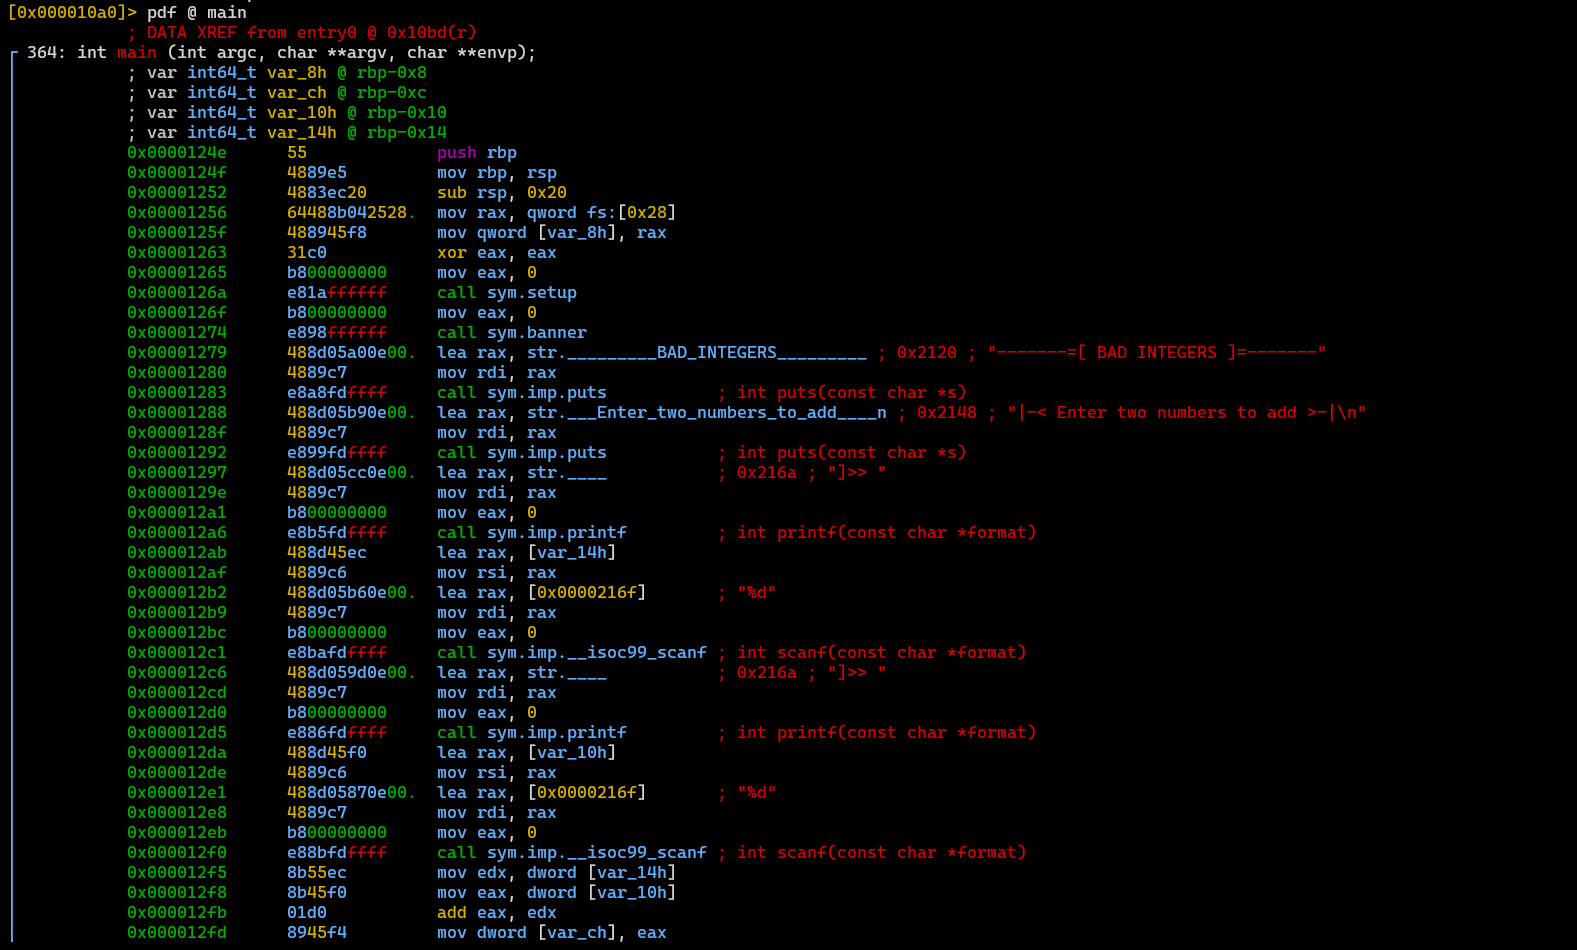 [0x000010a0]> pdf @ main
; DATA XREF from entry0 @ 0x10bd(r)
364: int main (int argc, char **argv, char **envp);
; var int64_t var_8h @ rbp-0x8
; var int64_t var_ch @ rbp-0xc
; var int64_t var_10h @ rbp-0x10
; var int64_t var_14h @ rbp-0x14
0x0000124e 55 push rbp
0x0000124f 4889e5 mov rbp, rsp
0x00001252 4883ec20 sub rsp, 0x20
0x00001256 64488b042528. mov rax, qword fs:[0x28]
0x0000125f 488945f8 mov qword [var_8h], rax
0x00001263 31c0 xor eax, eax
0x00001265 b800000000 mov eax, 0
0x0000126a e81affffff call sym.setup
0x0000126f b800000000 mov eax, 0
0x00001274 e898ffffff call sym.banner
0x00001279 488d05a00e00. lea rax, str._________BAD_INTEGERS_________ ; 0x2120 ; "-------=[ BAD INTEGERS ]=-------"
0x00001280 4889c7 mov rdi, rax
0x00001283 e8a8fdffff call sym.imp.puts ; int puts(const char *s)
0x00001288 488d05b90e00. lea rax, str.___Enter_two_numbers_to_add____n ; 0x2148 ; "|-< Enter two numbers to add >-|\n"
0x0000128f 4889c7 mov rdi, rax
0x00001292 e899fdffff call sym.imp.puts ; int puts(const char *s)
0x00001297 488d05cc0e00. lea rax, str.____ ; 0x216a ; "]>> "
0x0000129e 4889c7 mov rdi, rax
0x000012a1 b800000000 mov eax, 0
0x000012a6 e8b5fdffff call sym.imp.printf ; int printf(const char *format)
0x000012ab 488d45ec lea rax, [var_14h]
0x000012af 4889c6 mov rsi, rax
0x000012b2 488d05b60e00. lea rax, [0x0000216f] ; "%d"
0x000012b9 4889c7 mov rdi, rax
0x000012bc b800000000 mov eax, 0
0x000012c1 e8bafdffff call sym.imp.__isoc99_scanf ; int scanf(const char *format)
0x000012c6 488d059d0e00. lea rax, str.____ ; 0x216a ; "]>> "
0x000012cd 4889c7 mov rdi, rax
0x000012d0 b800000000 mov eax, 0
0x000012d5 e886fdffff call sym.imp.printf ; int printf(const char *format)
0x000012da 488d45f0 lea rax, [var_10h]
0x000012de 4889c6 mov rsi, rax
0x000012e1 488d05870e00. lea rax, [0x0000216f] ; "%d"
0x000012e8 4889c7 mov rdi, rax
0x000012eb b800000000 mov eax, 0
0x000012f0 e88bfdffff call sym.imp.__isoc99_scanf ; int scanf(const char *format)
0x000012f5 8b55ec mov edx, dword [var_14h]
0x000012f8 8b45f0 mov eax, dword [var_10h]
0x000012fb 01d0 add eax, edx
0x000012fd 8945f4 mov dword [var_ch], eax